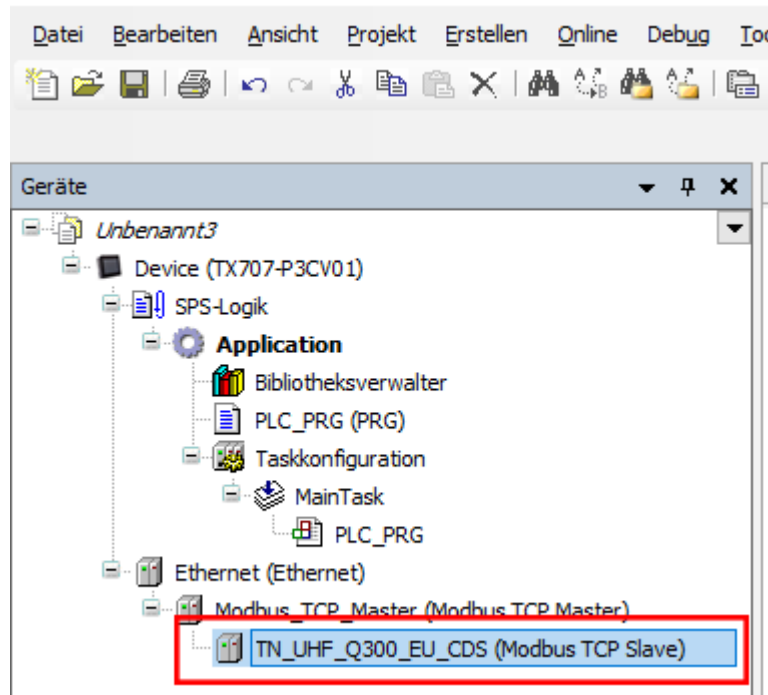 Datei Bearbeiten Ansicht Projekt Erstellen Online Debug
Geräte
Unbenannt3
Device (TX707-P3CV01)
SPS-Logik
Application
Bibliotheksverwalter
PLC_PRG (PRG)
Taskkonfiguration
MainTask
PLC_PRG
Ethernet (Ethernet)
Modbus_TCP_Master (Modbus TCP Master)
TN_UHF_Q300_EU_CDS (Modbus TCP Slave)